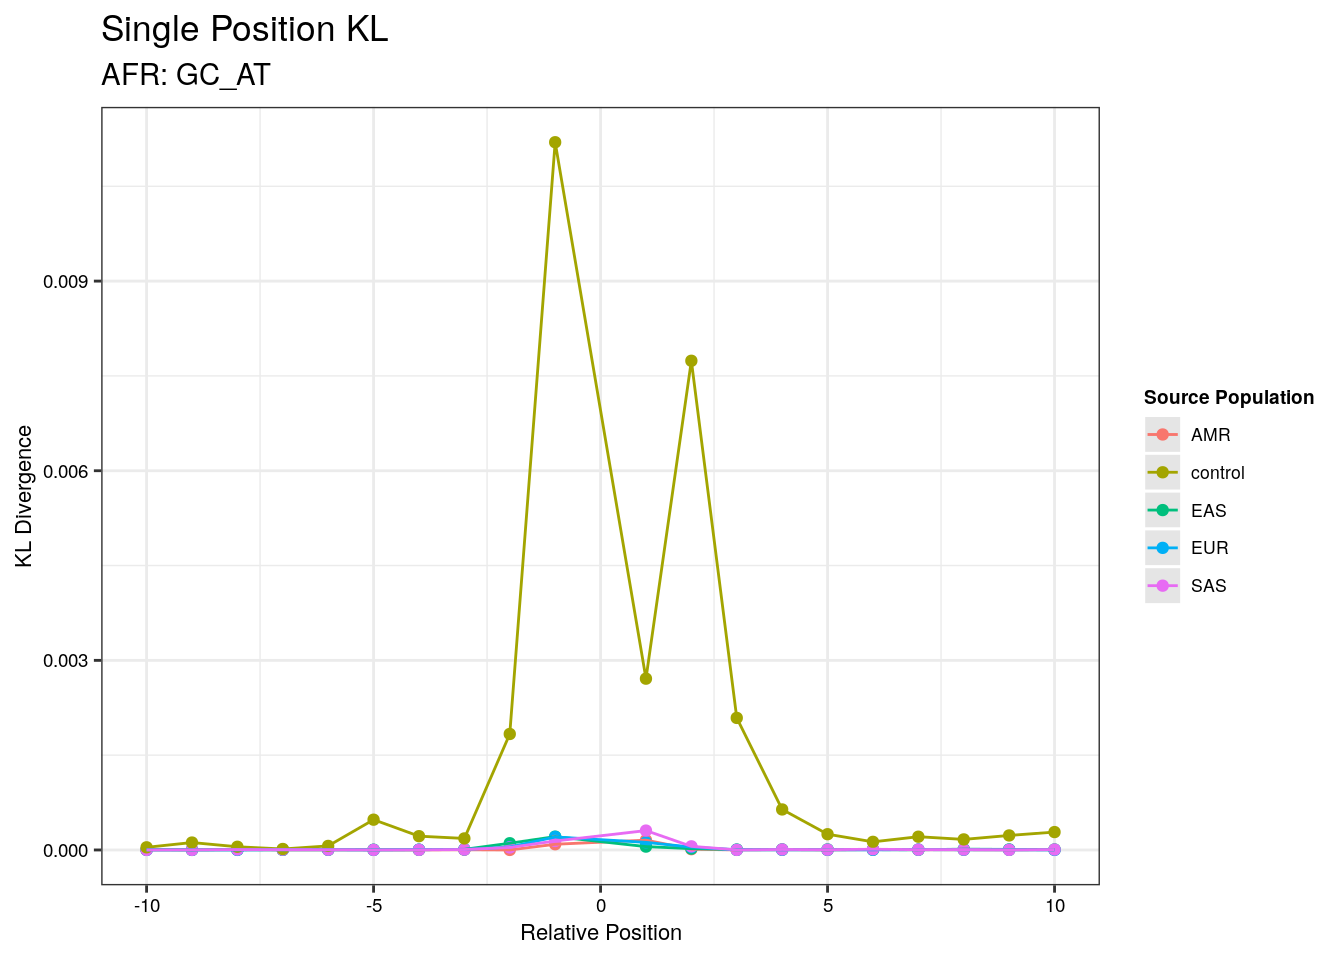 Single Position KL
AFR: GC_AT
KL Divergence
0.009
0.006
0.003
0.000
-10 -5 0 5 10
Relative Position
Source Population
AMR
control
EAS
EUR
SAS